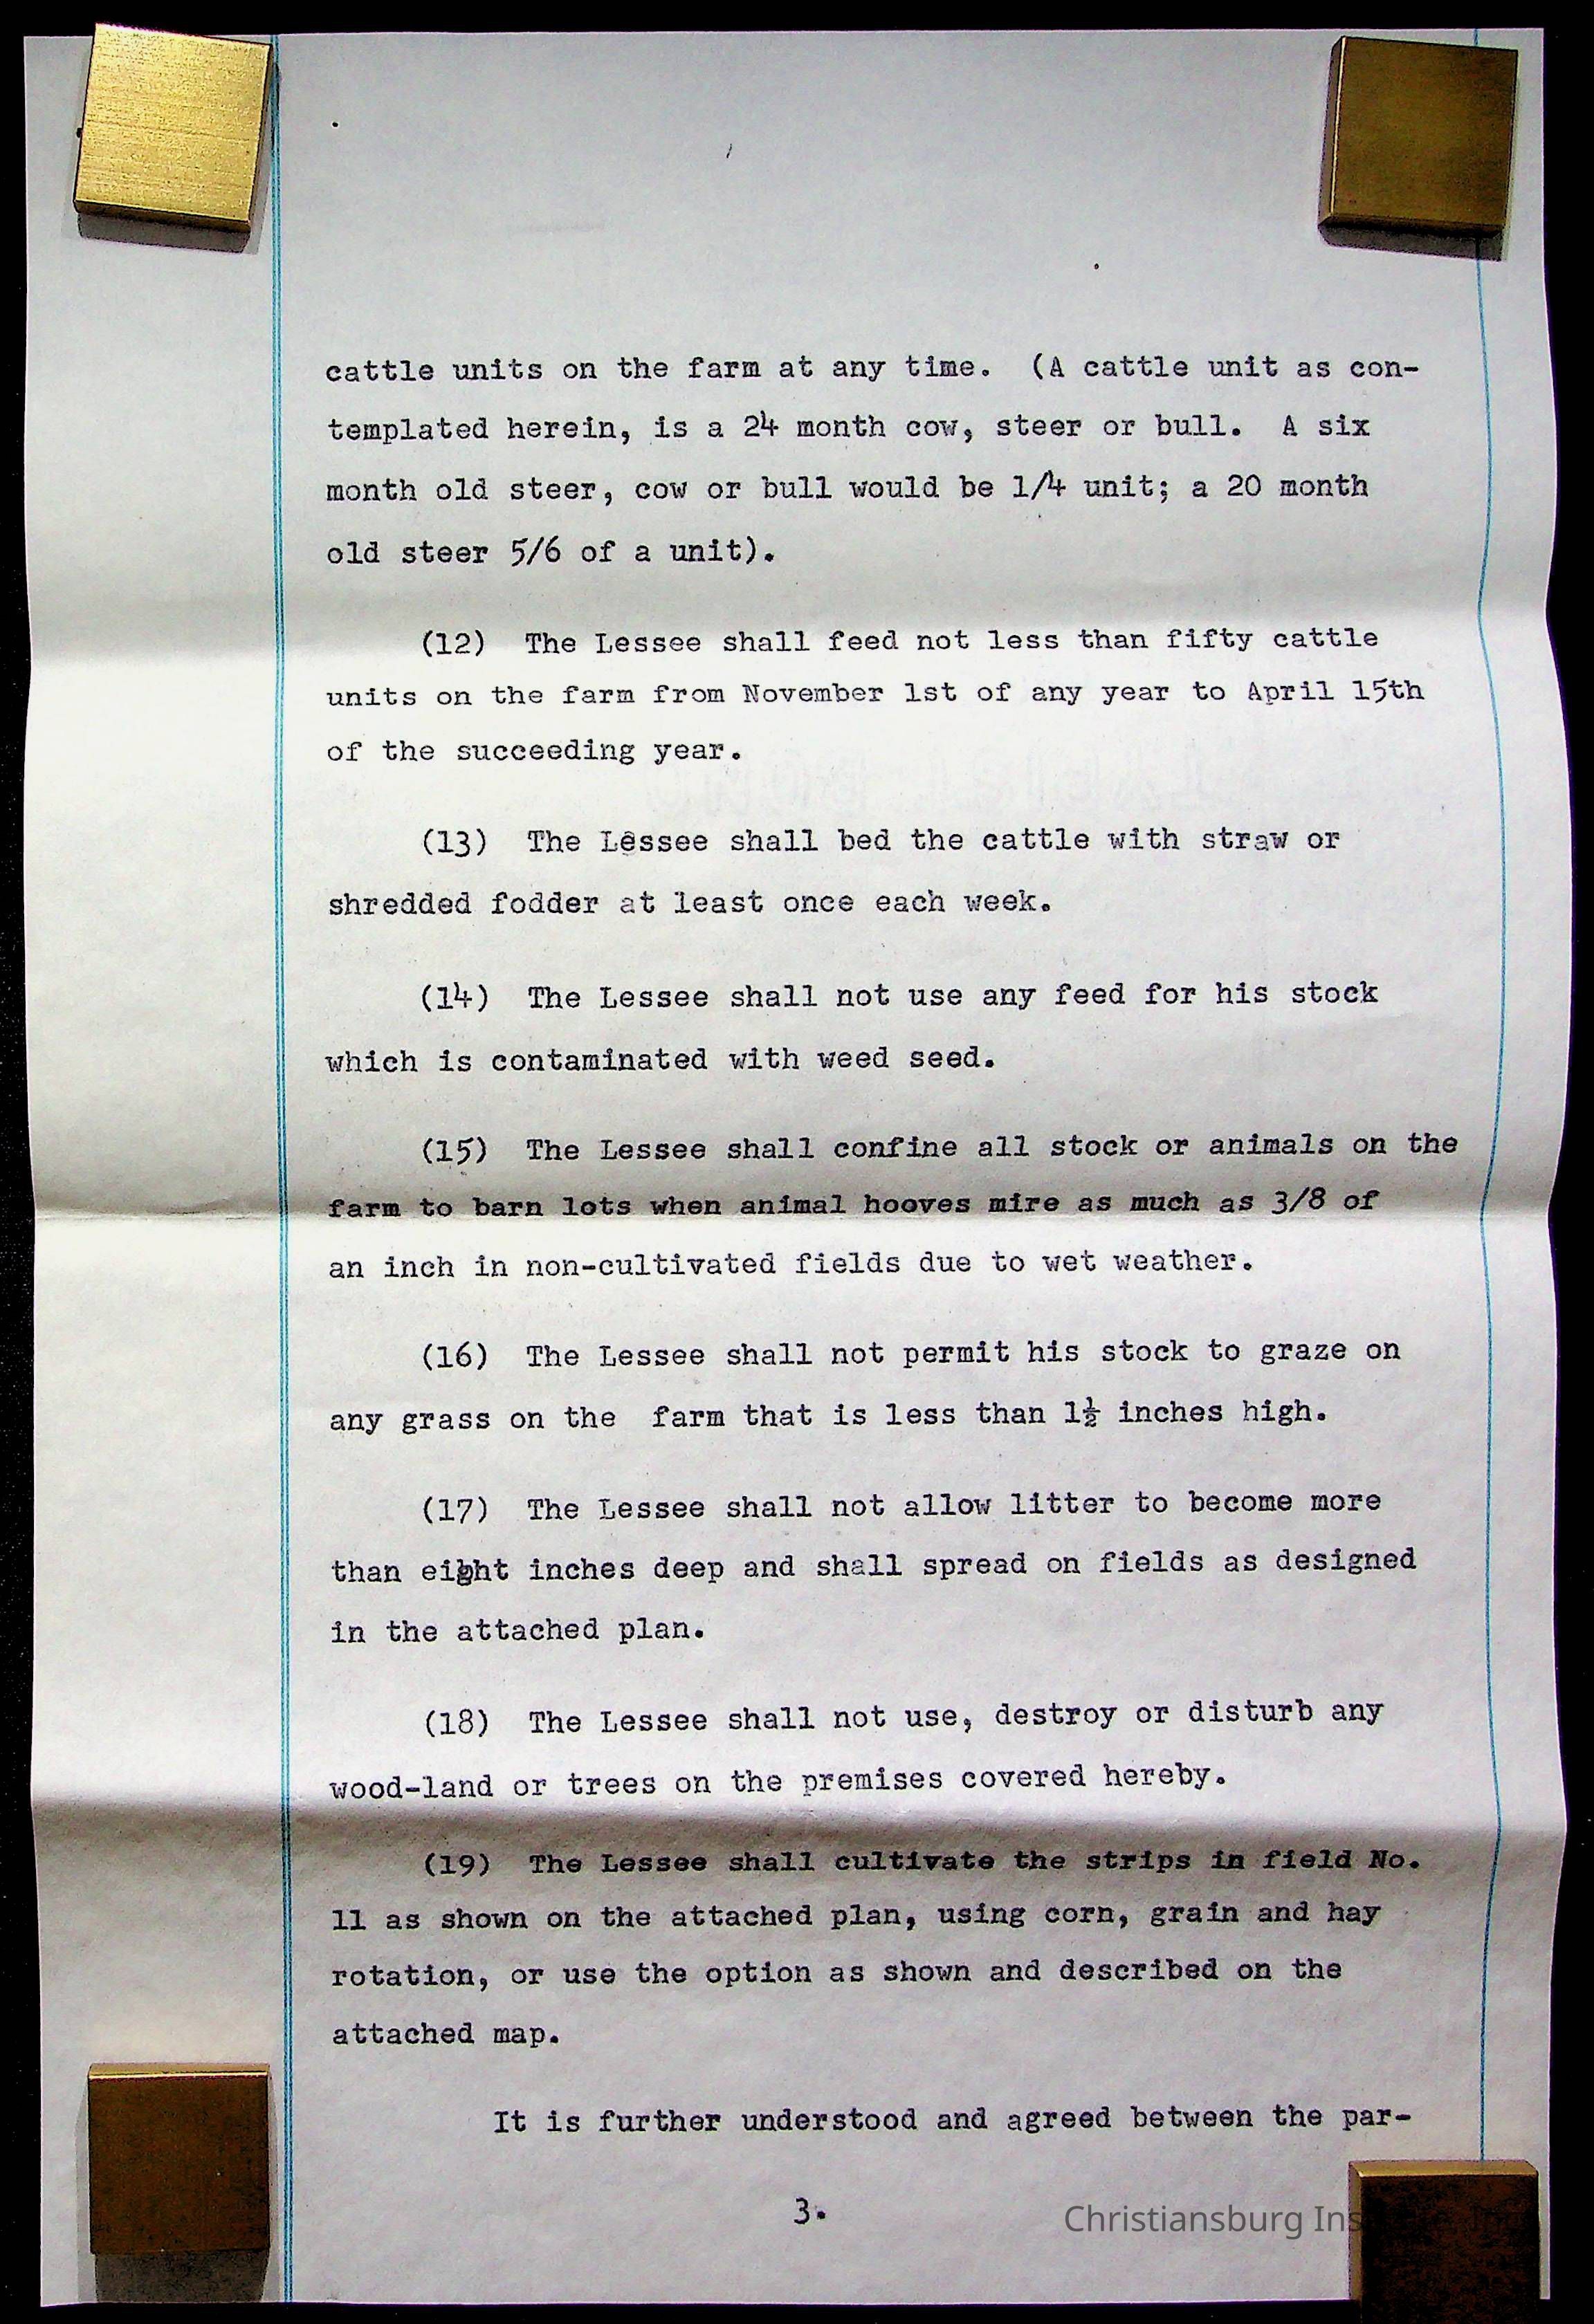 cattle units on the farm at any time.  (A cattle unit as con-
templated herein, is a 24 month cow, steer or bull.  A six
month old steer, cow or bull would be 1/4 unit; a 20 month
old steer 5/6 of a unit).
(12)  The Lessee shall feed not less than fifty cattle
units on the farm from November 1st of any year to April 15th
of the succeeding year.
(13)  The Lessee shall bed the cattle with straw or
shredded fodder at least once each week.
(14)  The Lessee shall not use any feed for his stock
which is contaminated with weed seed.
(15)  The Lessee shall confine all stock or animals on the
farm to barn lots when animal hooves mire as much as 3/8 of
an inch in non-cultivated fields due to wet weather.
(16)  The Lessee shall not permit his stock to graze on
any grass on the  farm that is less than 1½ inches high.
(17)  The Lessee shall not allow litter to become more
than eight inches deep and shall spread on fields as designed
in the attached plan.
(18)  The Lessee shall not use, destroy or disturb any
wood-land or trees on the premises covered hereby.
(19)  The Lessee shall cultivate the strips in field No.
11 as shown on the attached plan, using corn, grain and hay
rotation, or use the option as shown and described on the
attached map.
It is further understood and agreed between the par-
3.
Christiansburg